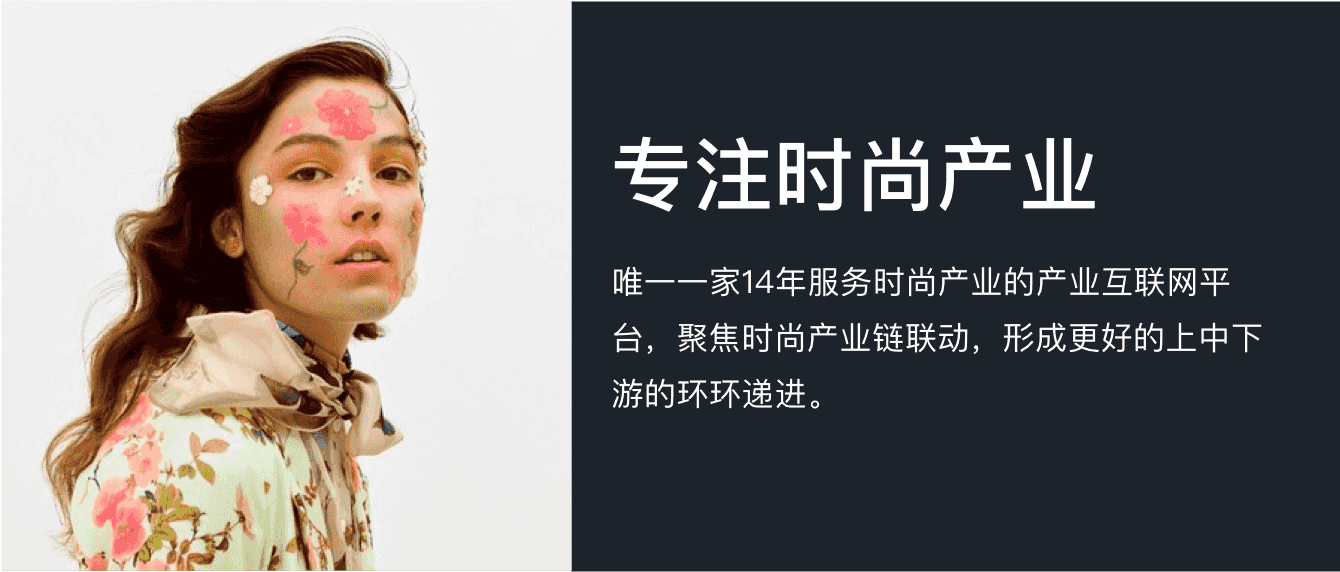 专注时尚产业
唯一一家14年服务时尚产业的产业互联网平
台，聚焦时尚产业链联动，形成更好的上中下
游的环环递进。